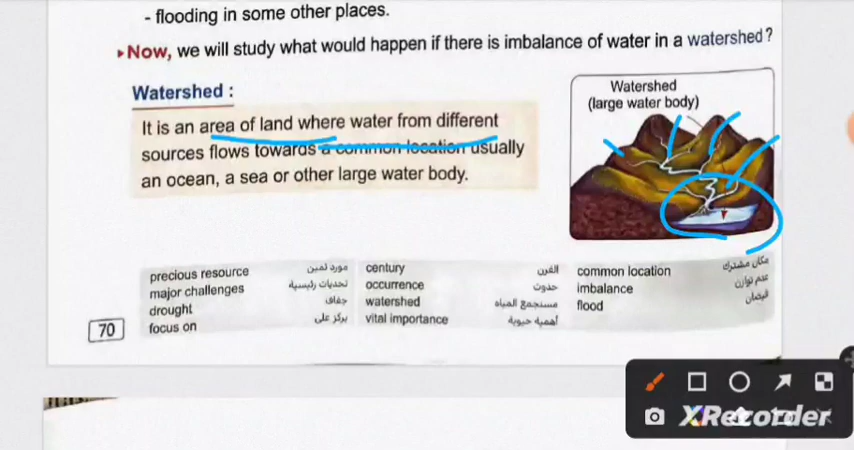 - flooding in some other places.
▸Now, we will study what would happen if there is imbalance of water in a watershed?
Watershed :
It is an area of land where water from different
sources flows towards a common location usually
an ocean, a sea or other large water body.
Watershed
(large water body)
precious resource مورد ثمين
major challenges تحديات رئيسية
drought جفاف
focus on يركز على
century القرن
occurrence حدوث
watershed مستجمع المياه
vital importance أهمية حيوية
common location مكان مشترك
imbalance عدم توازن
flood فيضان
70
XRecorder